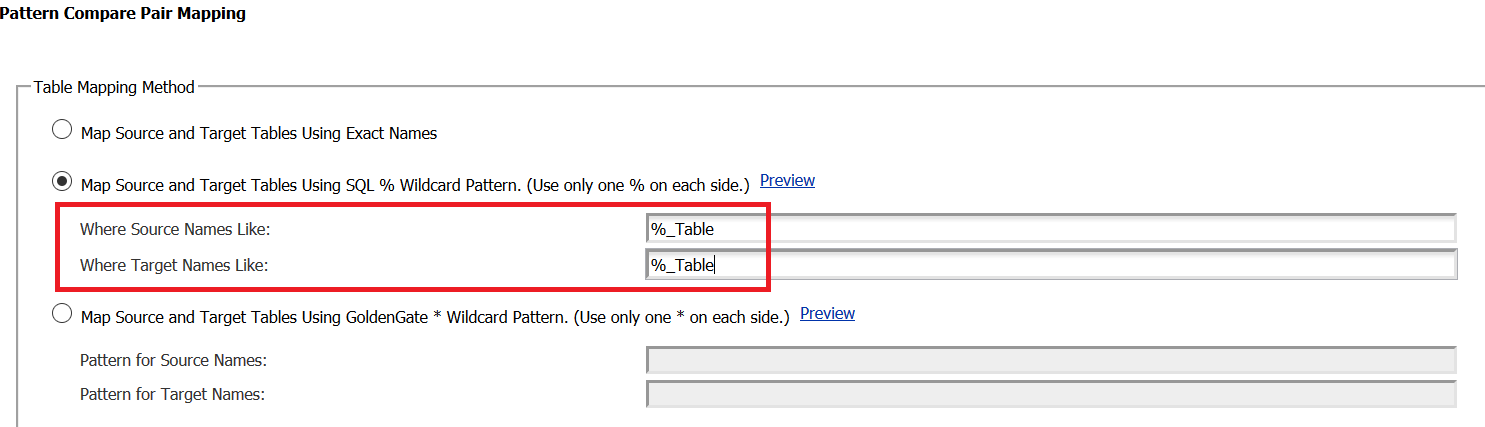 Pattern Compare Pair Mapping
Table Mapping Method
Map Source and Target Tables Using Exact Names
Map Source and Target Tables Using SQL % Wildcard Pattern. (Use only one % on each side.) Preview
Where Source Names Like: %_Table
Where Target Names Like: %_Table
Map Source and Target Tables Using GoldenGate * Wildcard Pattern. (Use only one * on each side.) Preview
Pattern for Source Names:
Pattern for Target Names: